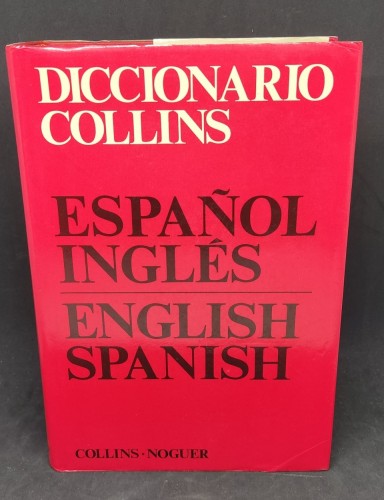 DICCIONARIO
COLLINS
ESPAÑOL
INGLÉS
ENGLISH
SPANISH
COLLINS·NOGUER